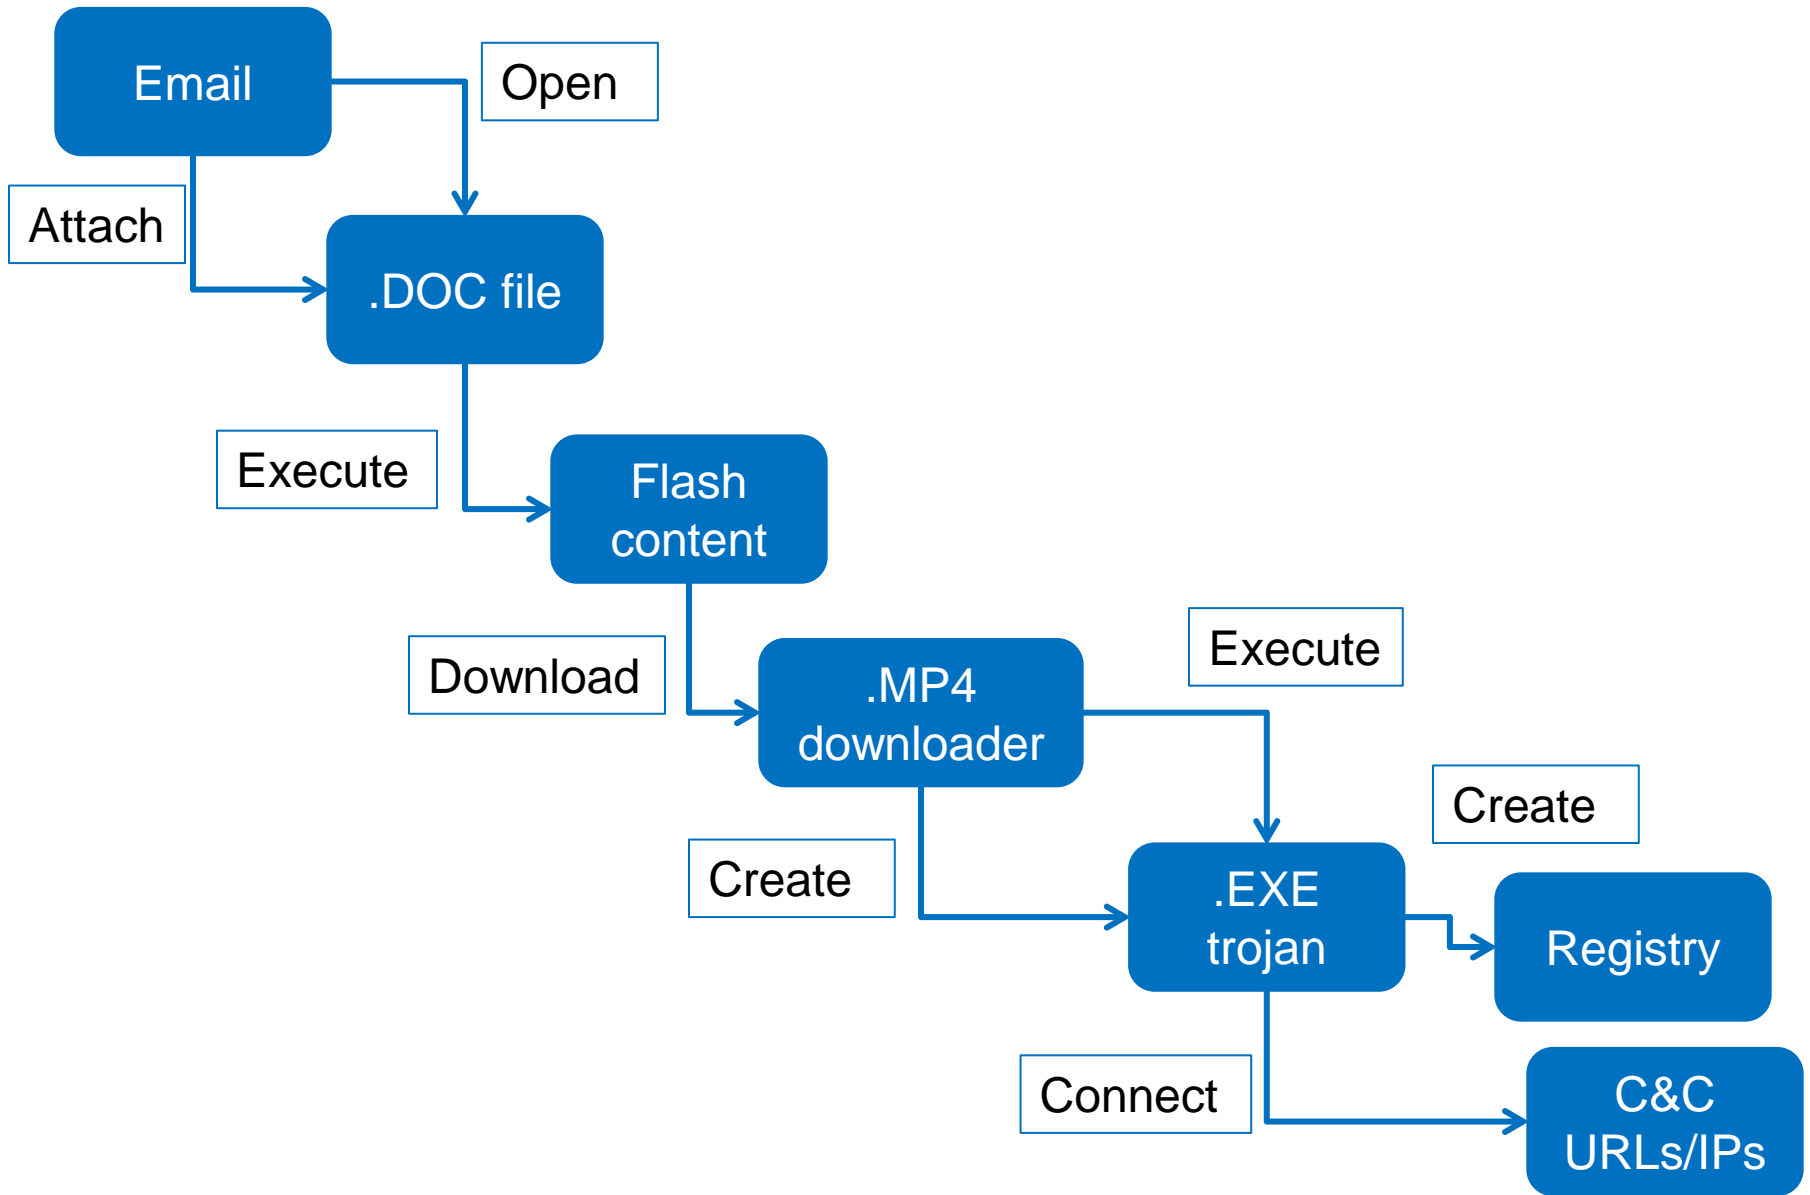 Email
Open
Attach
.DOC file
Execute
Flash
content
Download
.MP4
downloader
Execute
Create
Create
.EXE
trojan
Registry
Connect
C&C
URLs/IPs